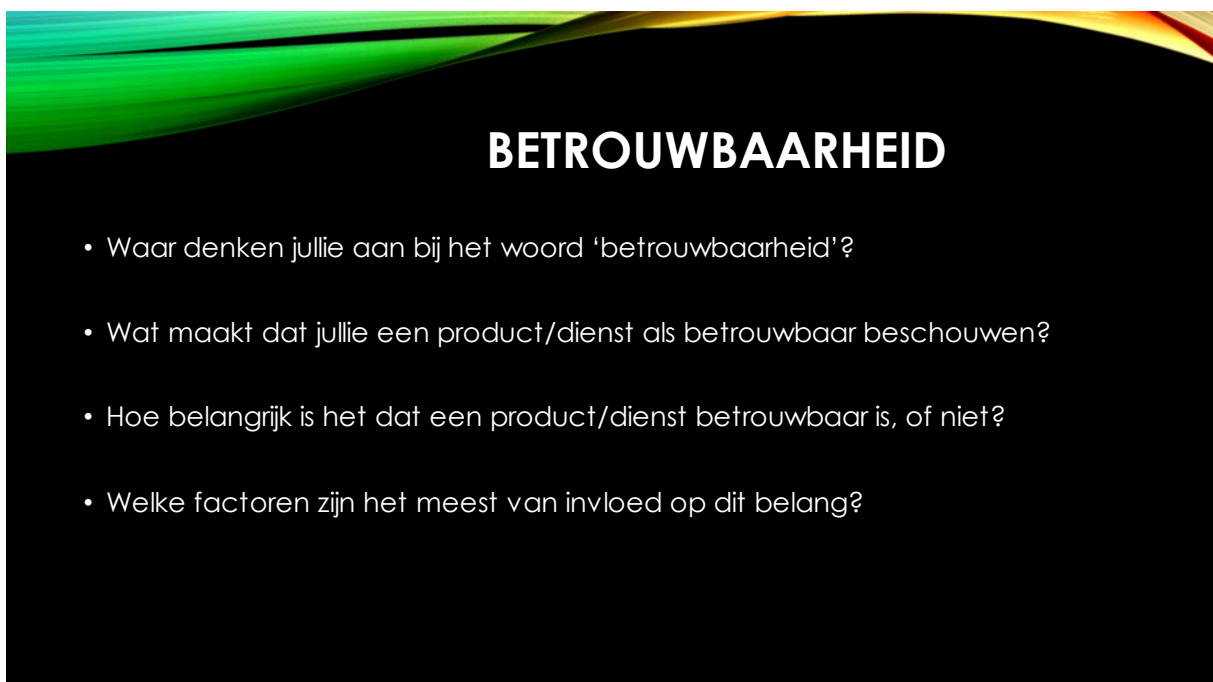 BETROUWBAARHEID
• Waar denken jullie aan bij het woord ‘betrouwbaarheid’?
• Wat maakt dat jullie een product/dienst als betrouwbaar beschouwen?
• Hoe belangrijk is het dat een product/dienst betrouwbaar is, of niet?
• Welke factoren zijn het meest van invloed op dit belang?